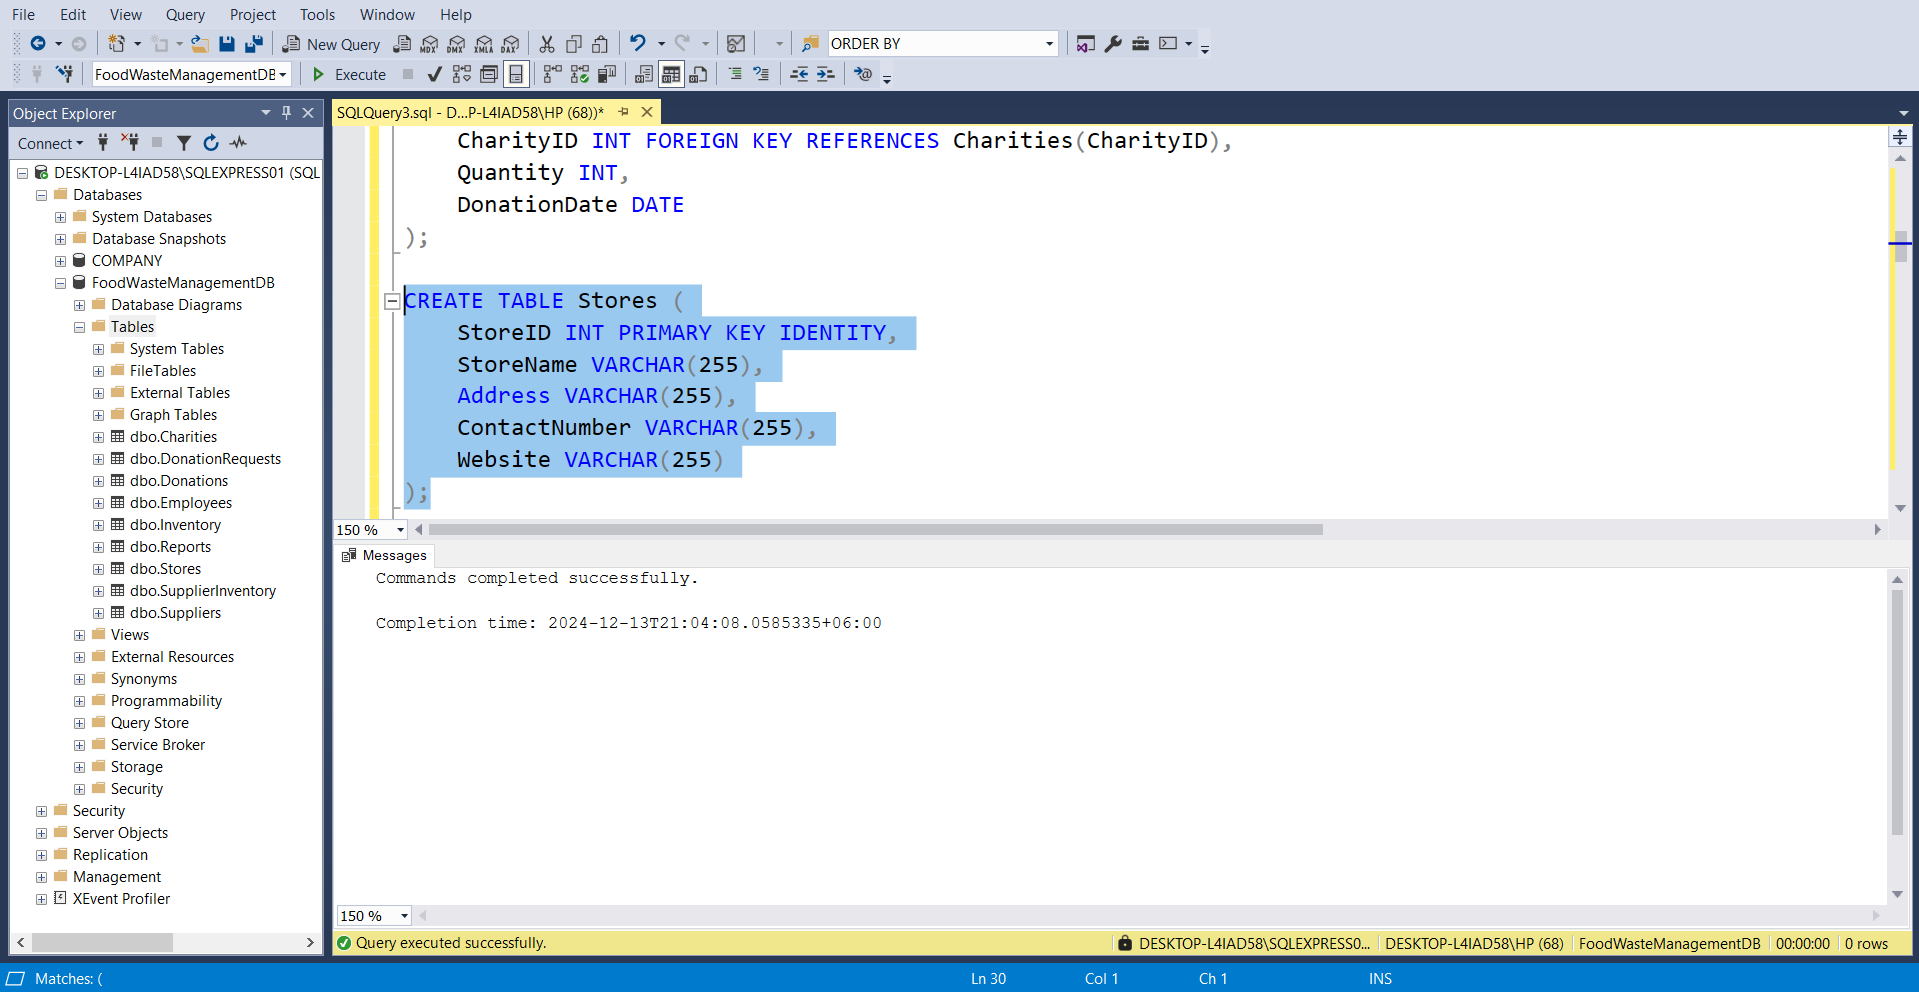 File Edit View Query Project Tools Window Help
New Query MDX DMX XMLA DAX ORDER BY
FoodWasteManagementDB Execute
Object Explorer
Connect
DESKTOP-L4IAD58\SQLEXPRESS01 (SQL
Databases
System Databases
Database Snapshots
COMPANY
FoodWasteManagementDB
Database Diagrams
Tables
System Tables
FileTables
External Tables
Graph Tables
dbo.Charities
dbo.DonationRequests
dbo.Donations
dbo.Employees
dbo.Inventory
dbo.Reports
dbo.Stores
dbo.SupplierInventory
dbo.Suppliers
Views
External Resources
Synonyms
Programmability
Query Store
Service Broker
Storage
Security
Security
Server Objects
Replication
Management
XEvent Profiler
SQLQuery3.sql - D...P-L4IAD58\HP (68))*
CharityID INT FOREIGN KEY REFERENCES Charities(CharityID),
Quantity INT,
DonationDate DATE
);
CREATE TABLE Stores (
StoreID INT PRIMARY KEY IDENTITY,
StoreName VARCHAR(255),
Address VARCHAR(255),
ContactNumber VARCHAR(255),
Website VARCHAR(255)
);
150 %
Messages
Commands completed successfully.
Completion time: 2024-12-13T21:04:08.0585335+06:00
150 %
Query executed successfully. DESKTOP-L4IAD58\SQLEXPRESS0... DESKTOP-L4IAD58\HP (68) FoodWasteManagementDB 00:00:00 0 rows
Matches: ( Ln 30 Col 1 Ch 1 INS